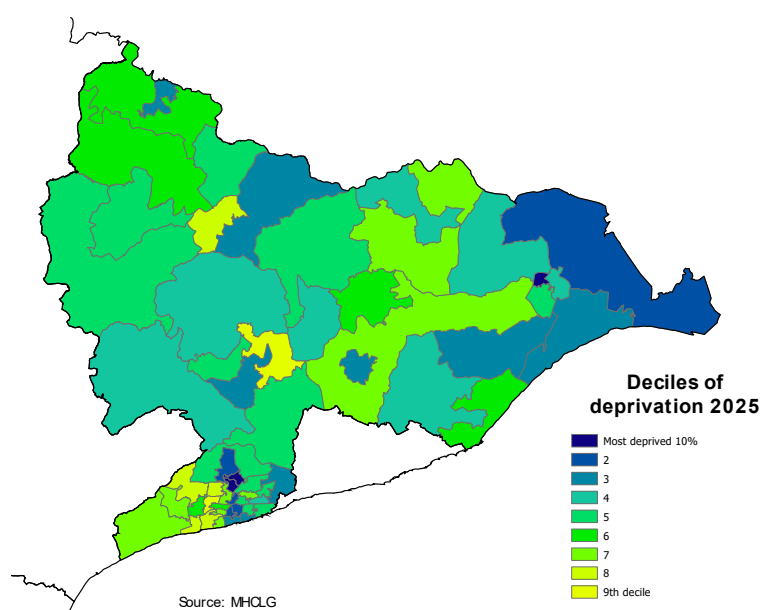 Deciles of
deprivation 2025
Most deprived 10%
2
3
4
5
6
7
8
9th decile
Source: MHCLG